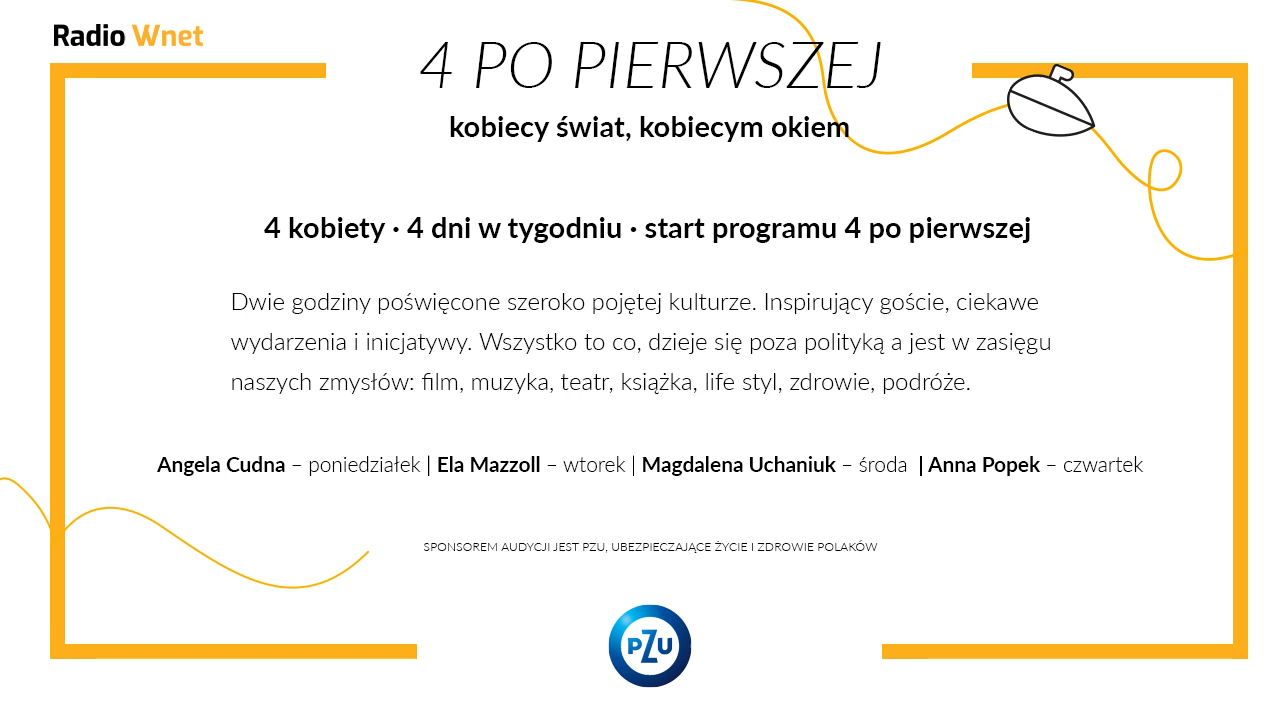 Radio Wnet
4 PO PIERWSZEJ
kobiecy świat, kobiecym okiem
4 kobiety · 4 dni w tygodniu · start programu 4 po pierwszej
Dwie godziny poświęcone szeroko pojętej kulturze. Inspirujący goście, ciekawe
wydarzenia i inicjatywy. Wszystko to co, dzieje się poza polityką a jest w zasięgu
naszych zmysłów: film, muzyka, teatr, książka, life styl, zdrowie, podróże.
Angela Cudna – poniedziałek | Ela Mazzoll – wtorek | Magdalena Uchaniuk – środa | Anna Popek – czwartek
SPONSOREM AUDYCJI JEST PZU, UBEZPIECZAJĄCE ŻYCIE I ZDROWIE POLAKÓW
PZU